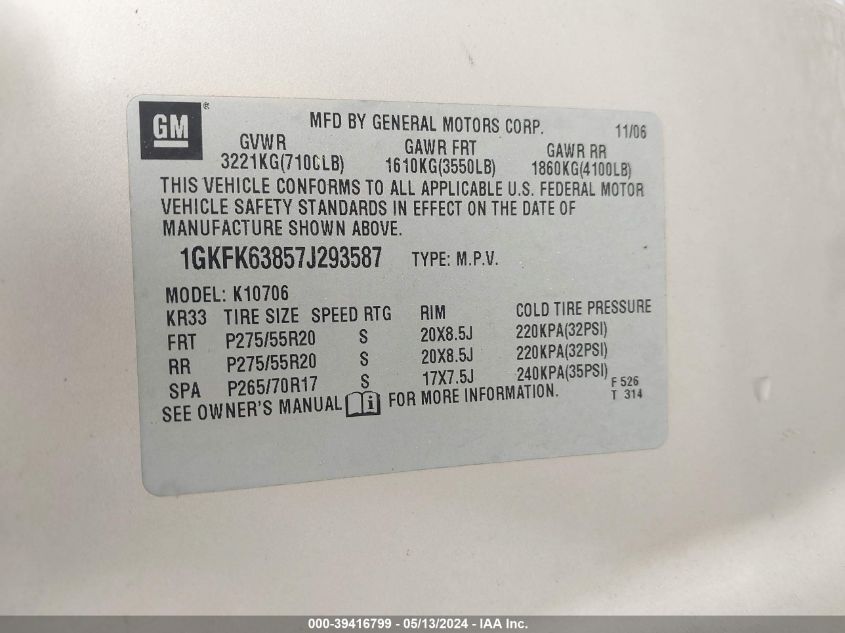 GM ®
MFD BY GENERAL MOTORS CORP. 11/06
GVWR GAWR FRT GAWR RR
3221KG(7100LB) 1610KG(3550LB) 1860KG(4100LB)
THIS VEHICLE CONFORMS TO ALL APPLICABLE U.S. FEDERAL MOTOR
VEHICLE SAFETY STANDARDS IN EFFECT ON THE DATE OF
MANUFACTURE SHOWN ABOVE.
1GKFK63857J293587 TYPE: M.P.V.
MODEL: K10706
KR33 TIRE SIZE SPEED RTG RIM COLD TIRE PRESSURE
FRT P275/55R20 S 20X8.5J 220KPA(32PSI)
RR P275/55R20 S 20X8.5J 220KPA(32PSI)
SPA P265/70R17 S 17X7.5J 240KPA(35PSI)
F 526
T 314
SEE OWNER'S MANUAL FOR MORE INFORMATION.
000-39416799 - 05/13/2024 - IAA Inc.